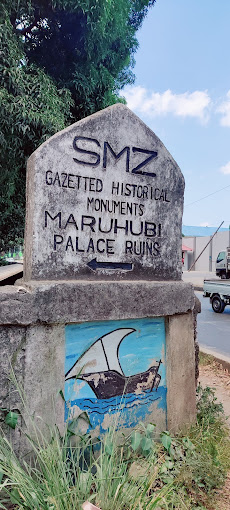 SMZ
GAZETTED HISTORICAL
MONUMENTS
MARUHUBI
PALACE RUINS